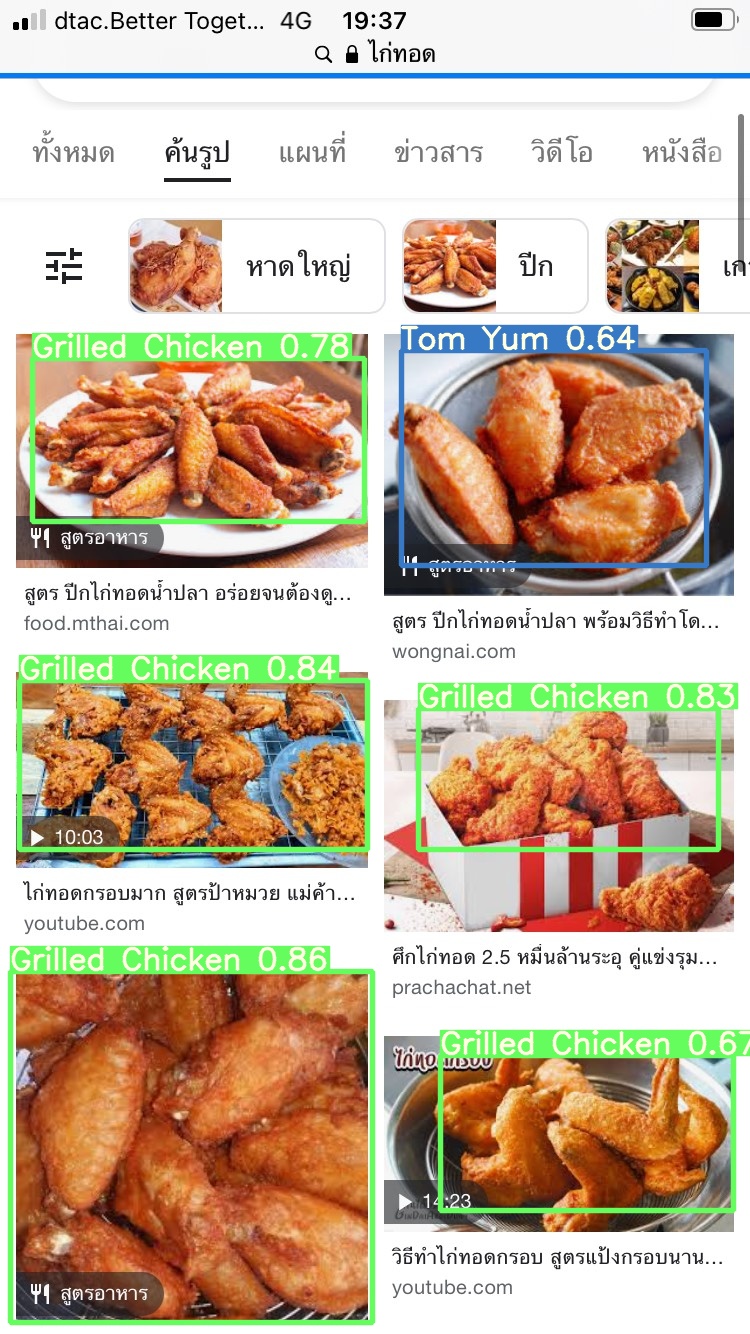 dtac.Better Toget... 4G 19:37
ไก่ทอด
ทั้งหมด ค้นรูป แผนที่ ข่าวสาร วิดีโอ หนังสือ
หาดใหญ่ ปีก
Grilled Chicken 0.78
Tom Yum 0.64
สูตรอาหาร
สูตรอาหาร
สูตร ปีกไก่ทอดน้ำปลา อร่อยจนต้องดู...
food.mthai.com
สูตร ปีกไก่ทอดน้ำปลา พร้อมวิธีทำโด...
wongnai.com
Grilled Chicken 0.84
Grilled Chicken 0.83
10:03
ไก่ทอดกรอบมาก สูตรป้าหมวย แม่ค้า...
youtube.com
ศึกไก่ทอด 2.5 หมื่นล้านระอุ คู่แข่งรุม...
prachachat.net
Grilled Chicken 0.86
Grilled Chicken 0.67
14:23
สูตรอาหาร
วิธีทำไก่ทอดกรอบ สูตรแป้งกรอบนาน...
youtube.com